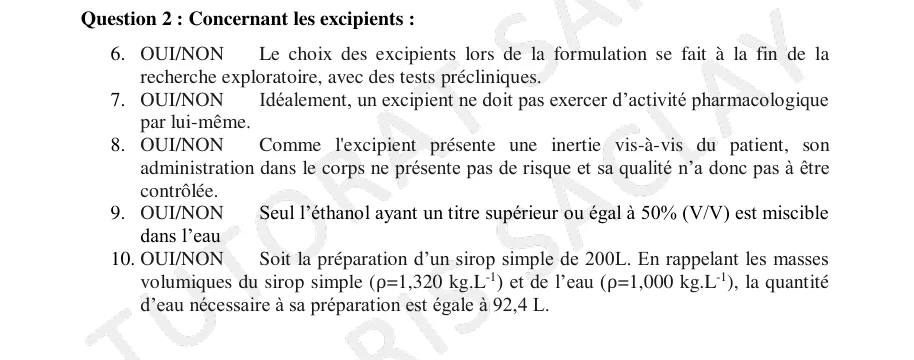 Question 2 : Concernant les excipients :
6. OUI/NON Le choix des excipients lors de la formulation se fait à la fin de la
recherche exploratoire, avec des tests précliniques.
7. OUI/NON Idéalement, un excipient ne doit pas exercer d’activité pharmacologique
par lui-même.
8. OUI/NON Comme l'excipient présente une inertie vis-à-vis du patient, son
administration dans le corps ne présente pas de risque et sa qualité n’a donc pas à être
contrôlée.
9. OUI/NON Seul l’éthanol ayant un titre supérieur ou égal à 50% (V/V) est miscible
dans l’eau
10. OUI/NON Soit la préparation d’un sirop simple de 200L. En rappelant les masses
volumiques du sirop simple (ρ=1,320 kg.L⁻¹) et de l’eau (ρ=1,000 kg.L⁻¹), la quantité
d’eau nécessaire à sa préparation est égale à 92,4 L.
TUTORAT SA
RIS SACLAY